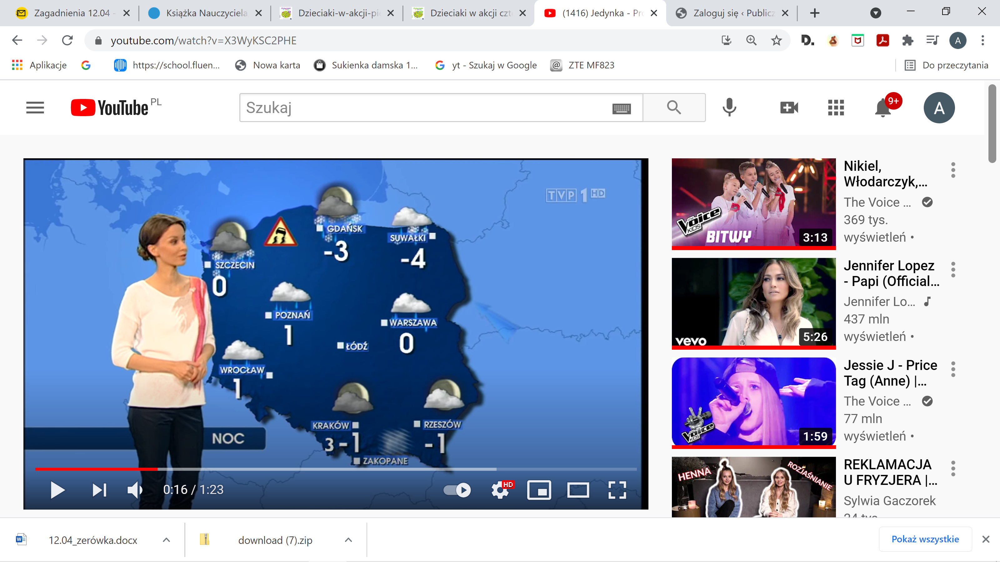 Zagadnienia 12.04 -
Książka Nauczyciela
Dzieciaki-w-akcji-pi
Dzieciaki w akcji czt
(1416) Jedynka - Pr
Zaloguj się ‹ Publicz
youtube.com/watch?v=X3WyKSC2PHE
D.
A
Aplikacje
https://school.fluen...
Nowa karta
Sukienka damska 1...
yt - Szukaj w Google
@ ZTE MF823
Do przeczytania
YouTube PL
Szukaj
9+
A
TVP 1 HD
GDAŃSK
-3
SUWAŁKI
-4
SZCZECIN
0
POZNAŃ
1
WARSZAWA
0
ŁÓDŹ
WROCŁAW
1
KRAKÓW
3 -1
RZESZÓW
-1
ZAKOPANE
NOC
0:16 / 1:23
HD
The Voice KIDS
BITWY
3:13
Nikiel,
Włodarczyk,...
The Voice ...
369 tys.
wyświetleń •
vevo
5:26
Jennifer Lopez
- Papi (Official...
Jennifer Lo...
437 mln
wyświetleń •
The Voice KIDS
1:59
Jessie J - Price
Tag (Anne) |...
The Voice ...
77 mln
wyświetleń •
HENNA
ROZJAŚNIANIE
REKLAMACJA
U FRYZJERA |...
Sylwia Gaczorek
12.04_zerówka.docx
download (7).zip
Pokaż wszystkie